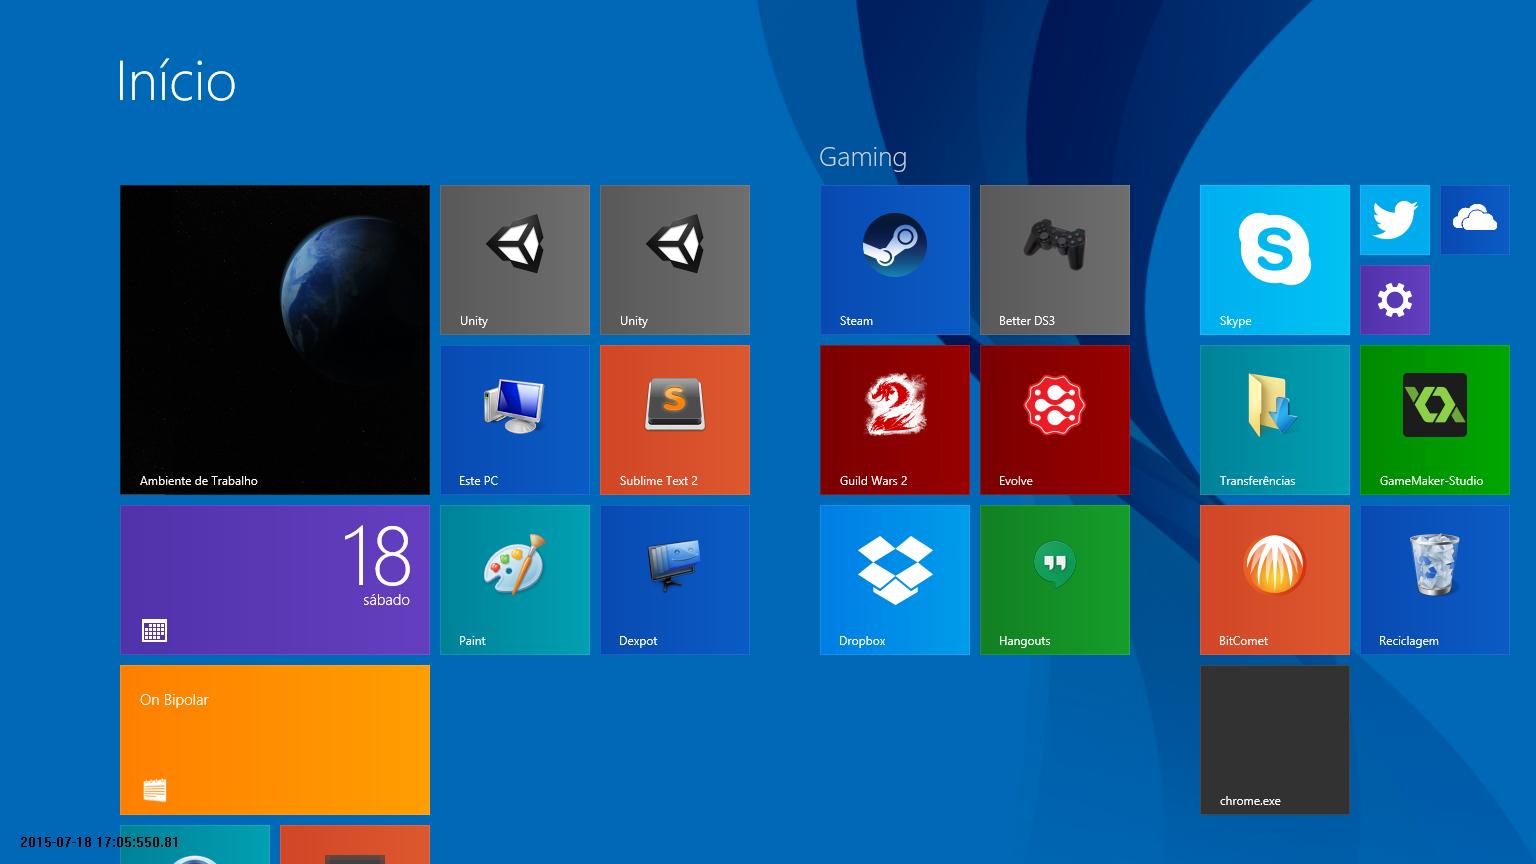 Início
Gaming
Ambiente de Trabalho
Unity
Unity
Este PC
Sublime Text 2
18
sábado
Paint
Dexpot
On Bipolar
Steam
Better DS3
Guild Wars 2
Evolve
Dropbox
Hangouts
Skype
Transferências
GameMaker-Studio
BitComet
Reciclagem
chrome.exe
2015-07-18 17:05:550.81